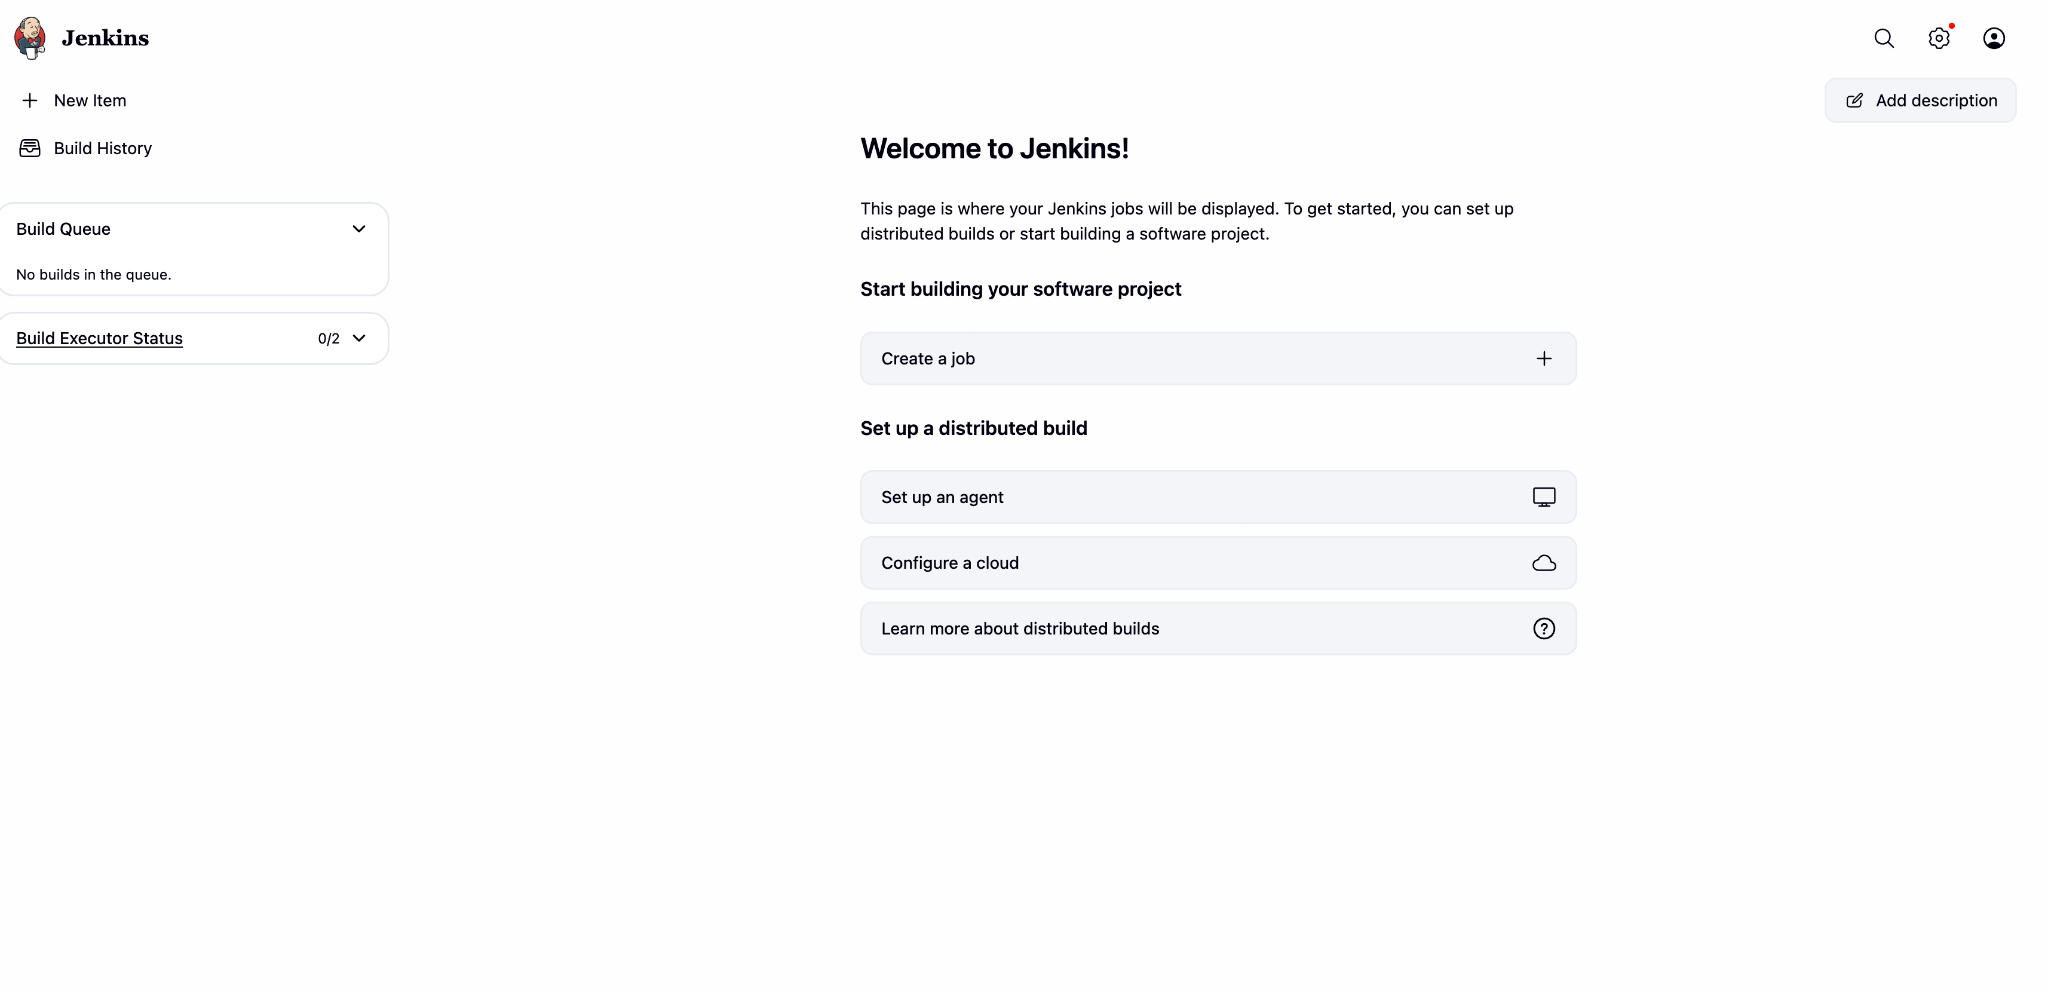 Jenkins
New Item
Build History
Build Queue
No builds in the queue.
Build Executor Status
0/2
Add description
Welcome to Jenkins!
This page is where your Jenkins jobs will be displayed. To get started, you can set up
distributed builds or start building a software project.
Start building your software project
Create a job
Set up a distributed build
Set up an agent
Configure a cloud
Learn more about distributed builds